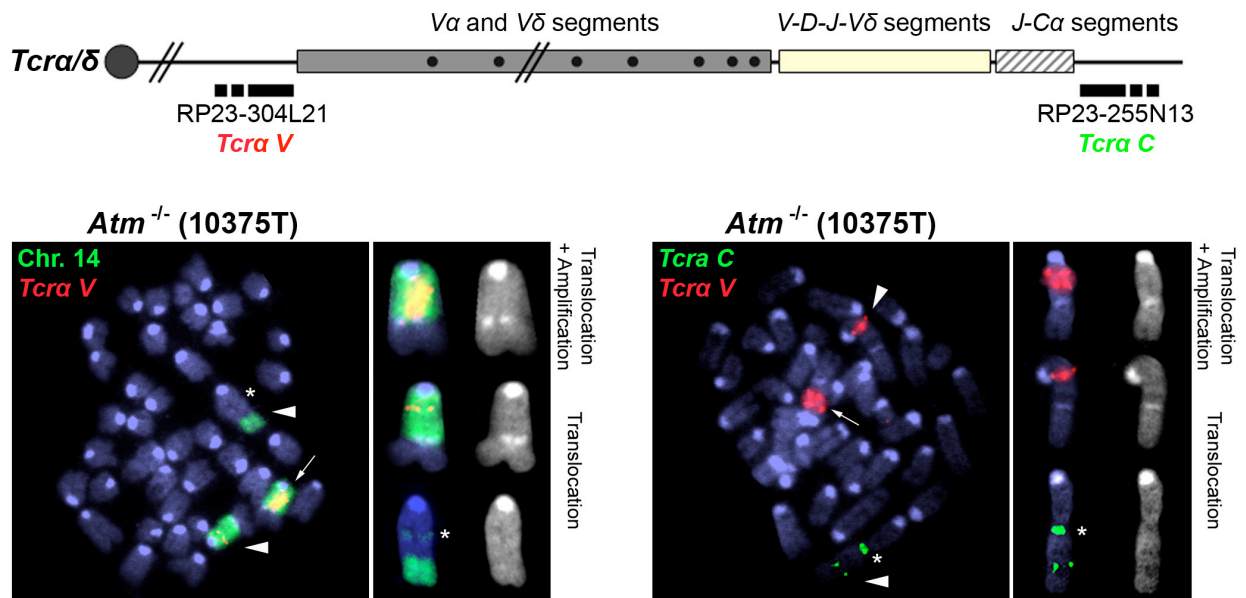 Vα and Vδ segments
V-D-J-Vδ segments
J-Cα segments
Tcrα/δ
RP23-304L21
RP23-255N13
Tcrα V
Tcrα C
Atm -/- (10375T)
Chr. 14
Tcrα V
*
*
Translocation
+ Amplification
Translocation
Atm -/- (10375T)
Tcra C
Tcrα V
*
*
Translocation
+ Amplification
Translocation